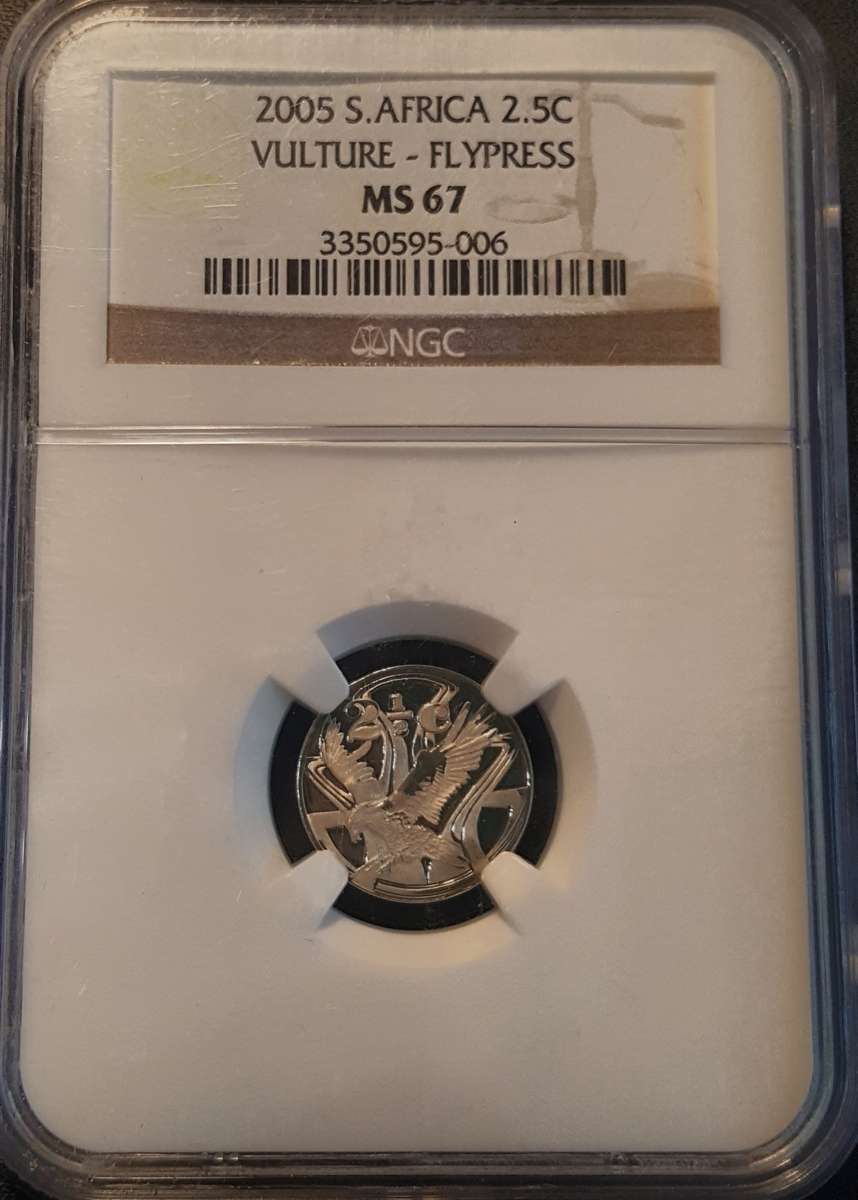 2005 S.AFRICA 2.5C
VULTURE - FLYPRESS
MS 67
3350595-006
NGC